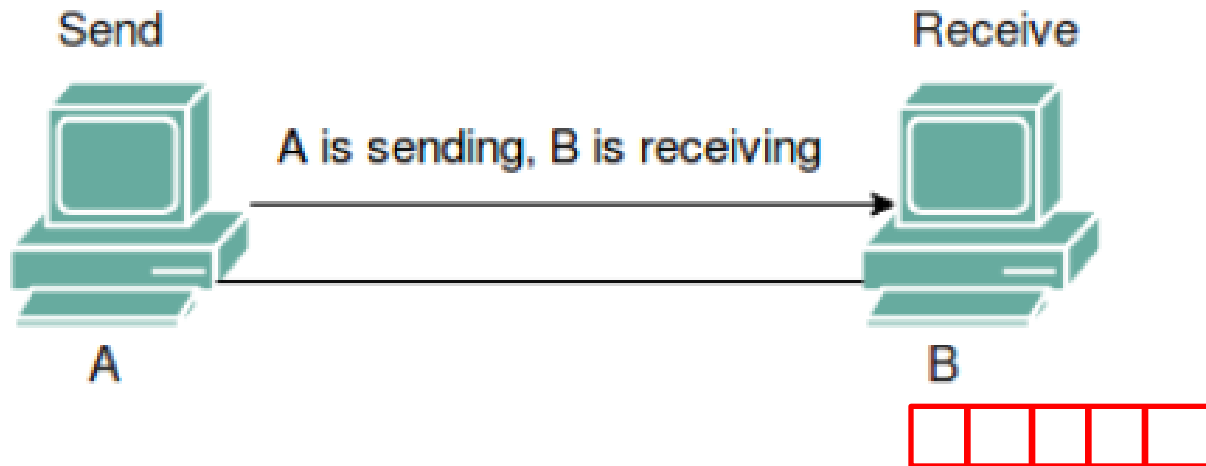 Send
Receive
A is sending, B is receiving
A
B